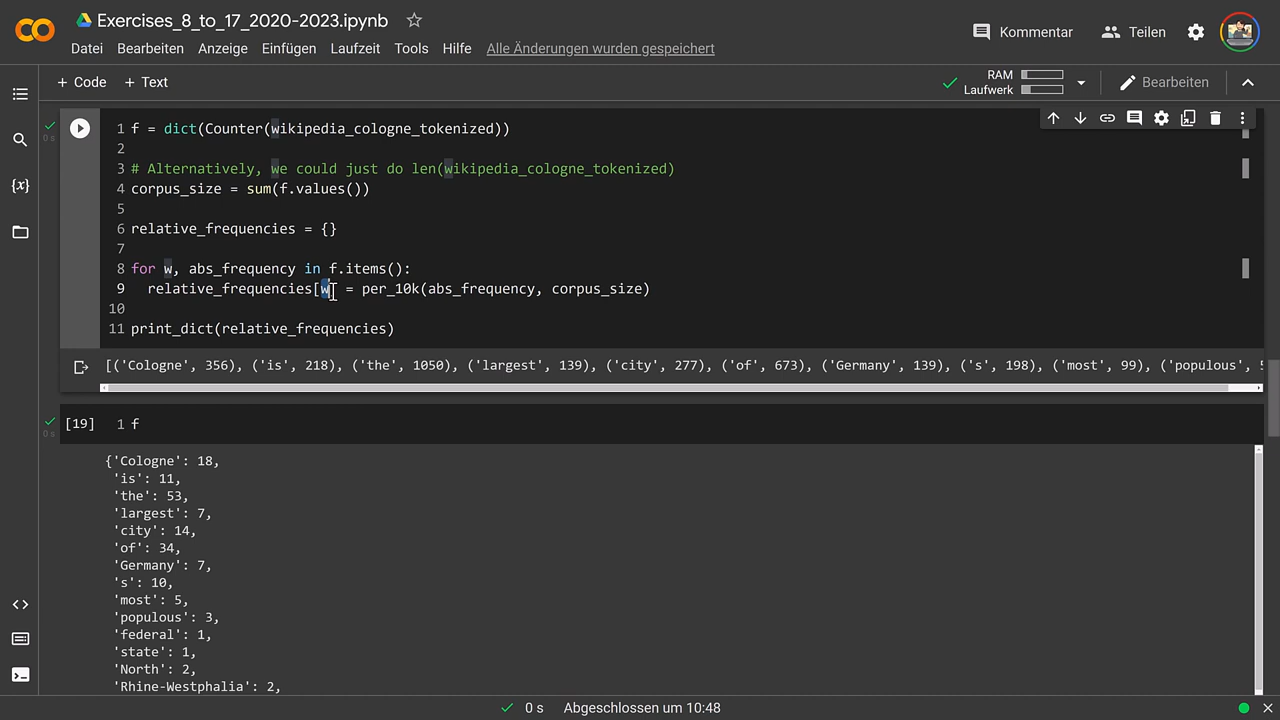 Exercises_8_to_17_2020-2023.ipynb
Datei Bearbeiten Anzeige Einfügen Laufzeit Tools Hilfe Alle Änderungen wurden gespeichert
Kommentar Teilen
+ Code + Text
RAM
Laufwerk
Bearbeiten
1 f = dict(Counter(wikipedia_cologne_tokenized))
2
3 # Alternatively, we could just do len(wikipedia_cologne_tokenized)
4 corpus_size = sum(f.values())
5
6 relative_frequencies = {}
7
8 for w, abs_frequency in f.items():
9 relative_frequencies[w] = per_10k(abs_frequency, corpus_size)
10
11 print_dict(relative_frequencies)
[('Cologne', 356), ('is', 218), ('the', 1050), ('largest', 139), ('city', 277), ('of', 673), ('Germany', 139), ('s', 198), ('most', 99), ('populous', 5
[19] 1 f
{'Cologne': 18,
'is': 11,
'the': 53,
'largest': 7,
'city': 14,
'of': 34,
'Germany': 7,
's': 10,
'most': 5,
'populous': 3,
'federal': 1,
'state': 1,
'North': 2,
'Rhine-Westphalia': 2,
0 s Abgeschlossen um 10:48